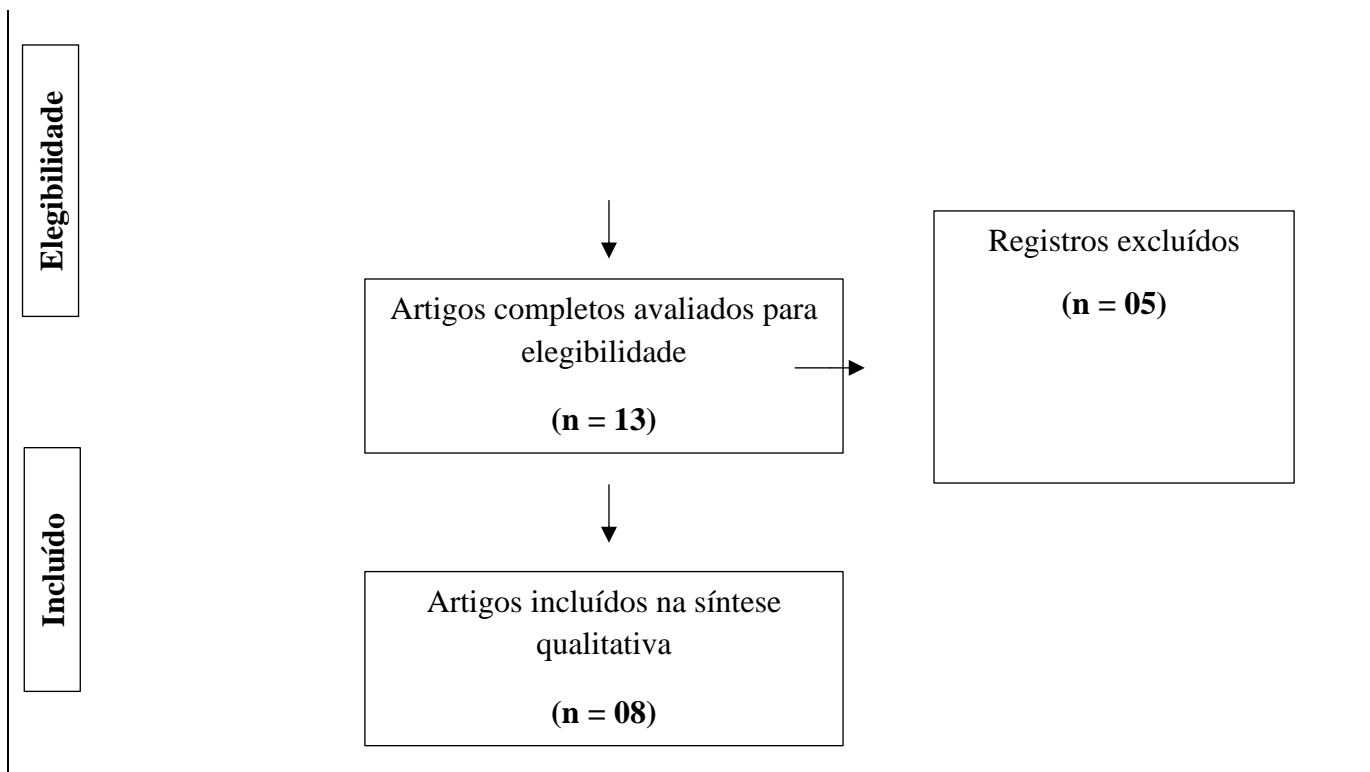 Elegibilidade
Artigos completos avaliados para
elegibilidade
(n = 13)
Registros excluídos
(n = 05)
Incluído
Artigos incluídos na síntese
qualitativa
(n = 08)